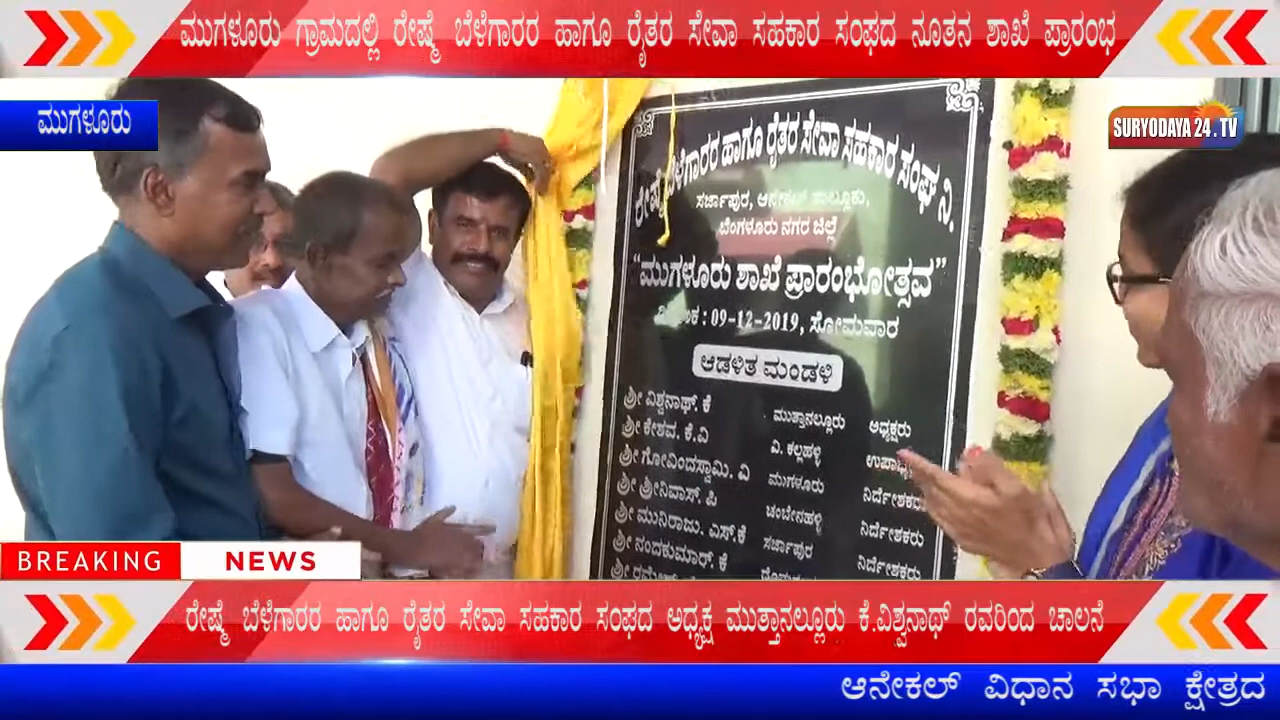 ಮುಗಳೂರು ಗ್ರಾಮದಲ್ಲಿ ರೇಷ್ಮೆ ಬೆಳೆಗಾರರ ಹಾಗೂ ರೈತರ ಸೇವಾ ಸಹಕಾರ ಸಂಘದ ನೂತನ ಶಾಖೆ ಪ್ರಾರಂಭ
ಮುಗಳೂರು
SURYODAYA 24 .TV
ರೇಷ್ಮೆ ಬೆಳೆಗಾರರ ಹಾಗೂ ರೈತರ ಸೇವಾ ಸಹಕಾರ ಸಂಘ ನಿ.
ಸರ್ಜಾಪುರ, ಆನೇಕಲ್ ತಾಲ್ಲೂಕು,
ಬೆಂಗಳೂರು ನಗರ ಜಿಲ್ಲೆ
"ಮುಗಳೂರು ಶಾಖೆ ಪ್ರಾರಂಭೋತ್ಸವ"
: 09-12-2019, ಸೋಮವಾರ
ಆಡಳಿತ ಮಂಡಳಿ
ಶ್ರೀ ವಿಶ್ವನಾಥ್. ಕೆ ಮುತ್ತಾನಲ್ಲೂರು ಅಧ್ಯಕ್ಷರು
ಶ್ರೀ ಕೇಶವ. ಕೆ.ವಿ ವಿ. ಕಲ್ಲಹಳ್ಳಿ
ಶ್ರೀ ಗೋವಿಂದಸ್ವಾಮಿ. ವಿ ಮುಗಳೂರು ನಿರ್ದೇಶಕರು
ಶ್ರೀ ಶ್ರೀನಿವಾಸ್. ಪಿ ಚಂಬೇನಹಳ್ಳಿ ನಿರ್ದೇಶಕರು
ಶ್ರೀ ಮುನಿರಾಜು. ಎಸ್.ಕೆ ಸರ್ಜಾಪುರ ನಿರ್ದೇಶಕರು
ಶ್ರೀ ನಂದಕುಮಾರ್. ಕೆ
BREAKING NEWS
ರೇಷ್ಮೆ ಬೆಳೆಗಾರರ ಹಾಗೂ ರೈತರ ಸೇವಾ ಸಹಕಾರ ಸಂಘದ ಅಧ್ಯಕ್ಷ ಮುತ್ತಾನಲ್ಲೂರು ಕೆ.ವಿಶ್ವನಾಥ್ ರವರಿಂದ ಚಾಲನೆ
ಆನೇಕಲ್ ವಿಧಾನ ಸಭಾ ಕ್ಷೇತ್ರದ